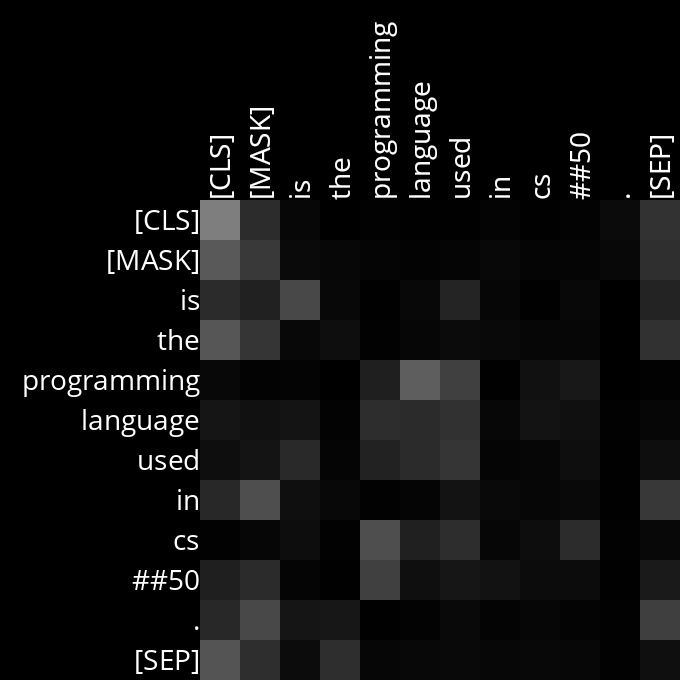 [CLS]
[MASK]
is
the
programming
language
used
in
cs
##50
.
[SEP]
[CLS]
[MASK]
is
the
programming
language
used
in
cs
##50
.
[SEP]